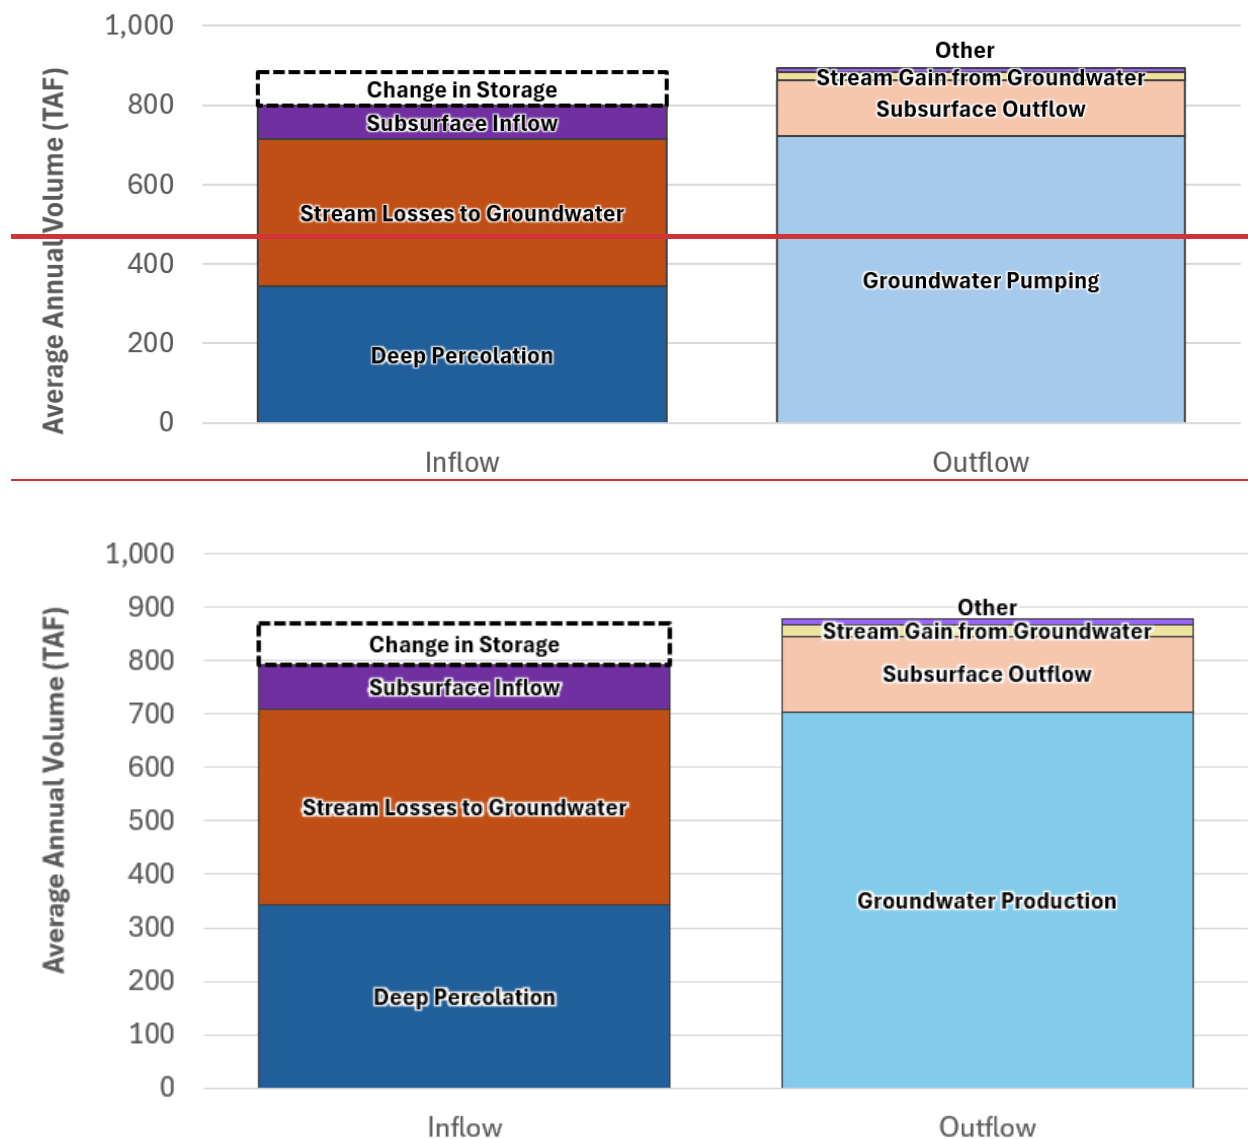 1,000
Other
Stream Gain from Groundwater
Change in Storage
800
Subsurface Outflow
Subsurface Inflow
600
Stream Losses to Groundwater
400
Groundwater Pumping
200
Deep Percolation
0
Average Annual Volume (TAF)
Inflow
Outflow
1,000
900
Other
Stream Gain from Groundwater
Change in Storage
800
Subsurface Outflow
Subsurface Inflow
700
600
Stream Losses to Groundwater
500
400
Groundwater Production
300
200
Deep Percolation
100
0
Average Annual Volume (TAF)
Inflow
Outflow